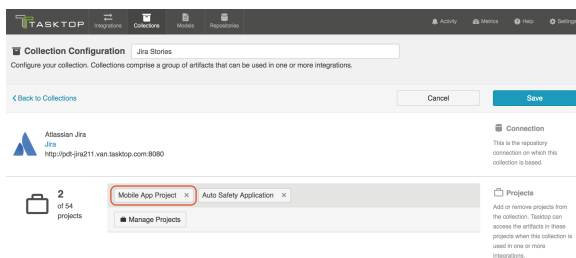 TASKTOP
Integrations
Collections
Models
Repositories
Activity
Metrics
Help
Settings
Collection Configuration
Jira Stories
Configure your collection. Collections comprise a group of artifacts that can be used in one or more integrations.
Back to Collections
Cancel
Save
Atlassian Jira
Jira
http://pdt-jira211.van.tasktop.com:8080
Connection
This is the repository
connection on which this
collection is based.
2
of 54
projects
Mobile App Project ×
Auto Safety Application ×
Manage Projects
Projects
Add or remove projects from
the collection. Tasktop can
access the artifacts in these
projects when this collection is
used in one or more
integrations.